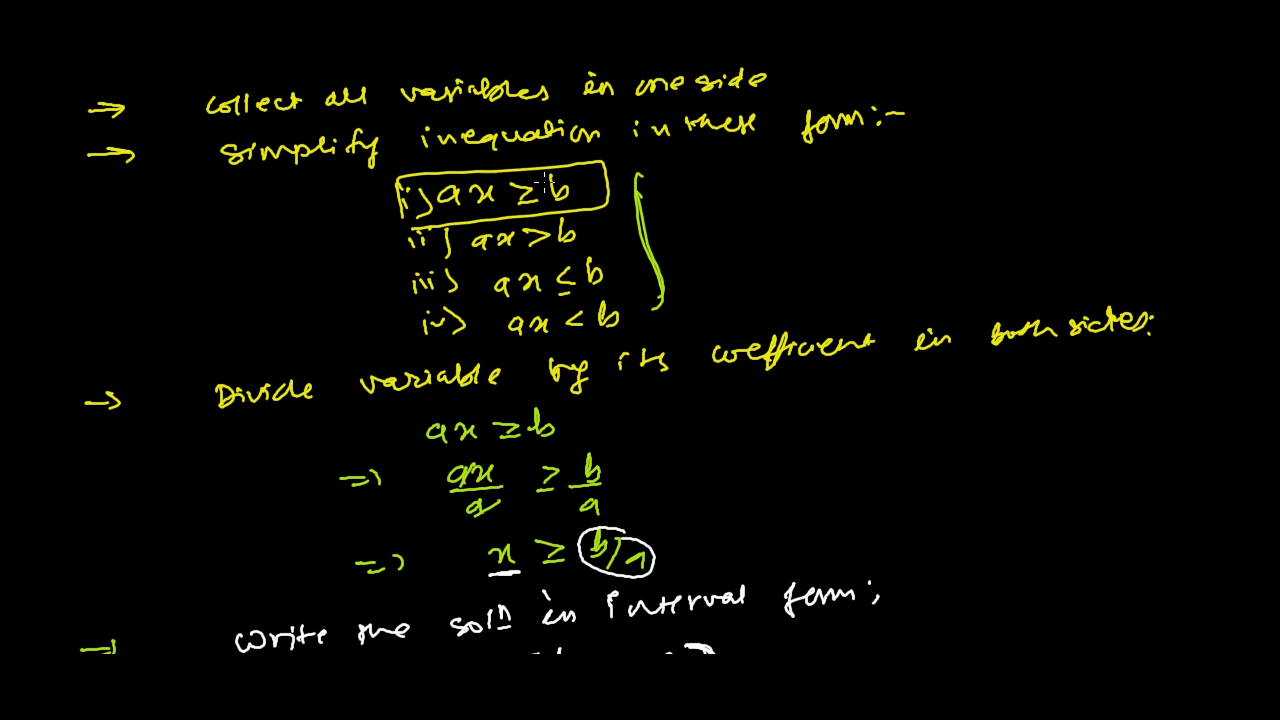 → Collect all variables in one side
→ Simplify inequation in these form:-
i) ax ≥ b
ii) ax > b
iii) ax ≤ b
iv) ax < b
→ Divide variable by its coefficient in both sides:
ax ≥ b
=> ax/a ≥ b/a
=> x ≥ b/a
→ Write the solⁿ in interval form;